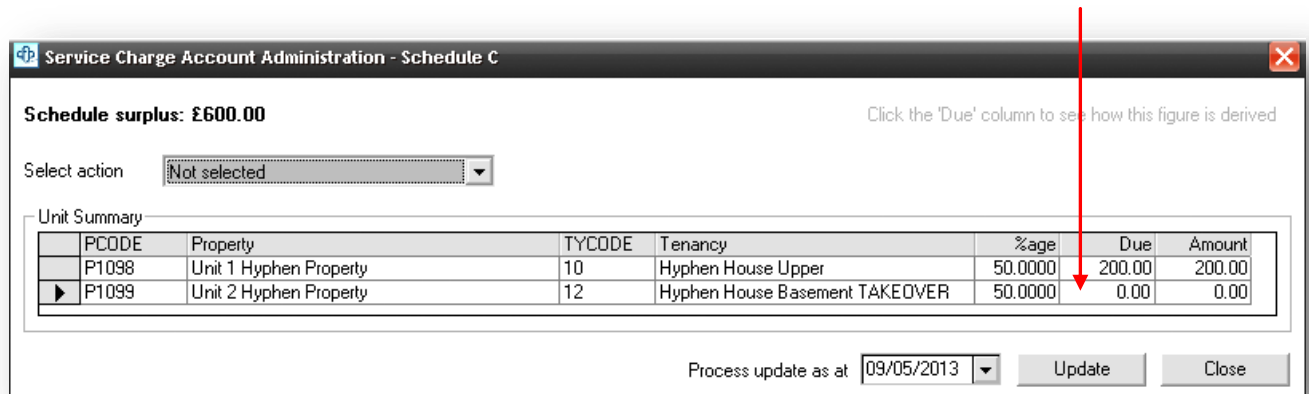 Service Charge Account Administration - Schedule C
Schedule surplus: £600.00 Click the 'Due' column to see how this figure is derived
Select action Not selected
Unit Summary
PCODE Property TYCODE Tenancy %age Due Amount
P1098 Unit 1 Hyphen Property 10 Hyphen House Upper 50.0000 200.00 200.00
P1099 Unit 2 Hyphen Property 12 Hyphen House Basement TAKEOVER 50.0000 0.00 0.00
Process update as at 09/05/2013 Update Close